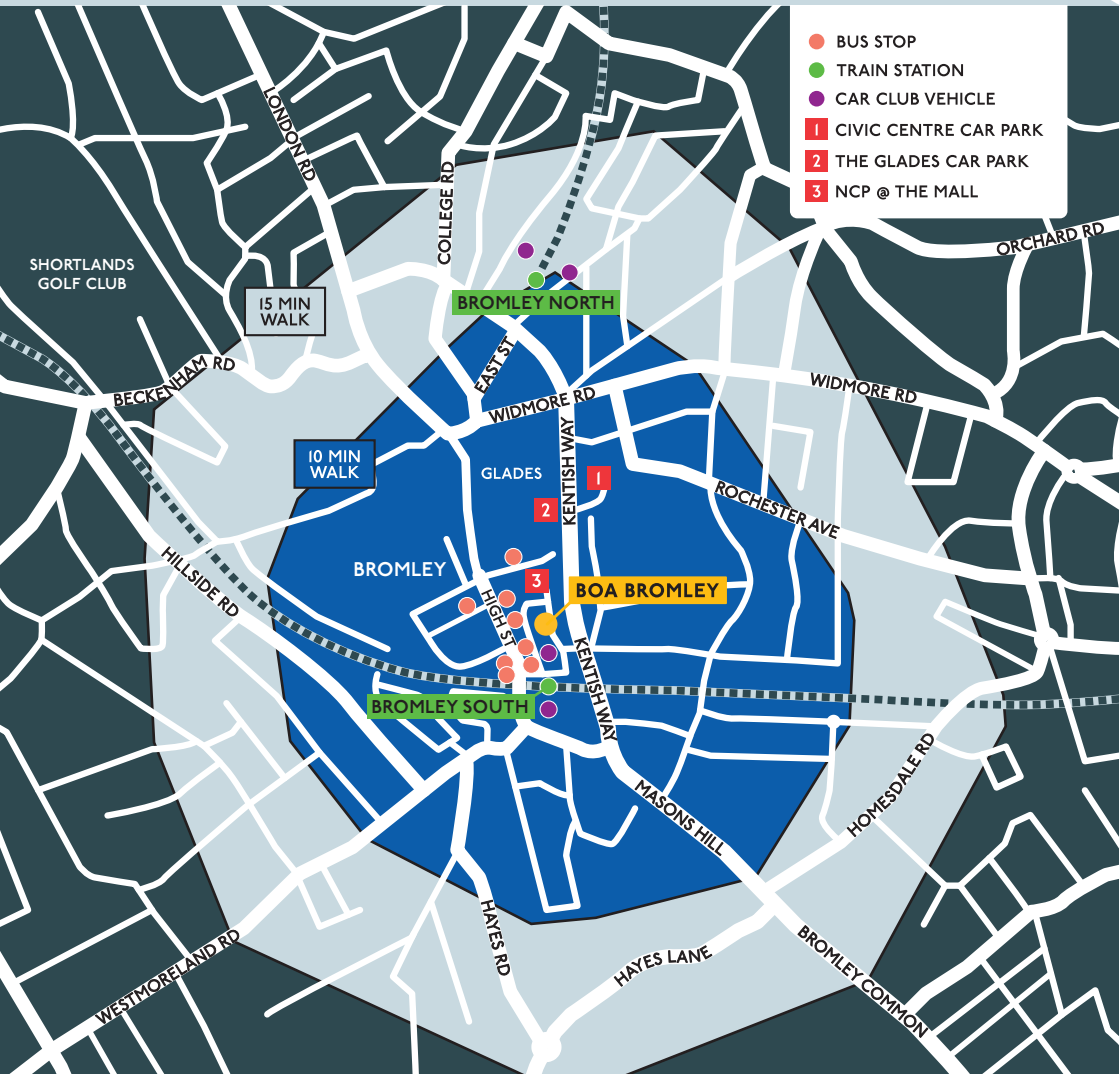 BUS STOP
TRAIN STATION
CAR CLUB VEHICLE
1 CIVIC CENTRE CAR PARK
2 THE GLADES CAR PARK
3 NCP @ THE MALL
LONDON RD
COLLEGE RD
ORCHARD RD
SHORTLANDS
GOLF CLUB
15 MIN
WALK
BROMLEY NORTH
EAST ST
BECKENHAM RD
WIDMORE RD
WIDMORE RD
10 MIN
WALK
GLADES
KENTISH WAY
1
2
ROCHESTER AVE
HILLSIDE RD
BROMLEY
3
BOA BROMLEY
HIGH ST
KENTISH WAY
BROMLEY SOUTH
HOMESDALE RD
MASONS HILL
HAYES RD
WESTMORELAND RD
HAYES LANE
BROMLEY COMMON